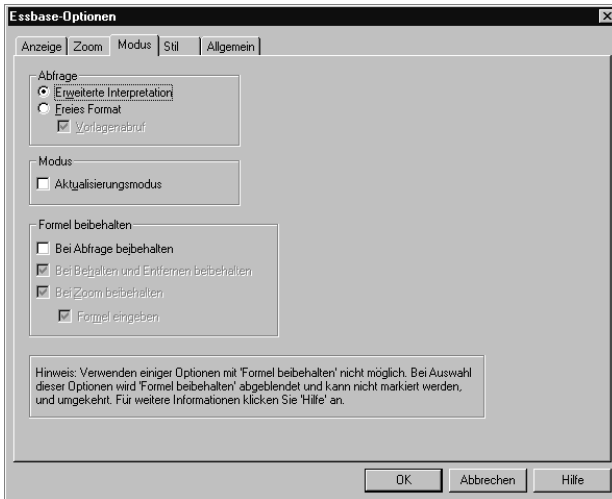 Essbase-Optionen
Anzeige Zoom Modus Stil Allgemein
Abfrage
Erweiterte Interpretation
Freies Format
Vorlagenabruf
Modus
Aktualisierungsmodus
Formel beibehalten
Bei Abfrage beibehalten
Bei Behalten und Entfernen beibehalten
Bei Zoom beibehalten
Formel eingeben
Hinweis: Verwenden einiger Optionen mit 'Formel beibehalten' nicht möglich. Bei Auswahl
dieser Optionen wird 'Formel beibehalten' abgeblendet und kann nicht markiert werden,
und umgekehrt. Für weitere Informationen klicken Sie 'Hilfe' an.
OK Abbrechen Hilfe